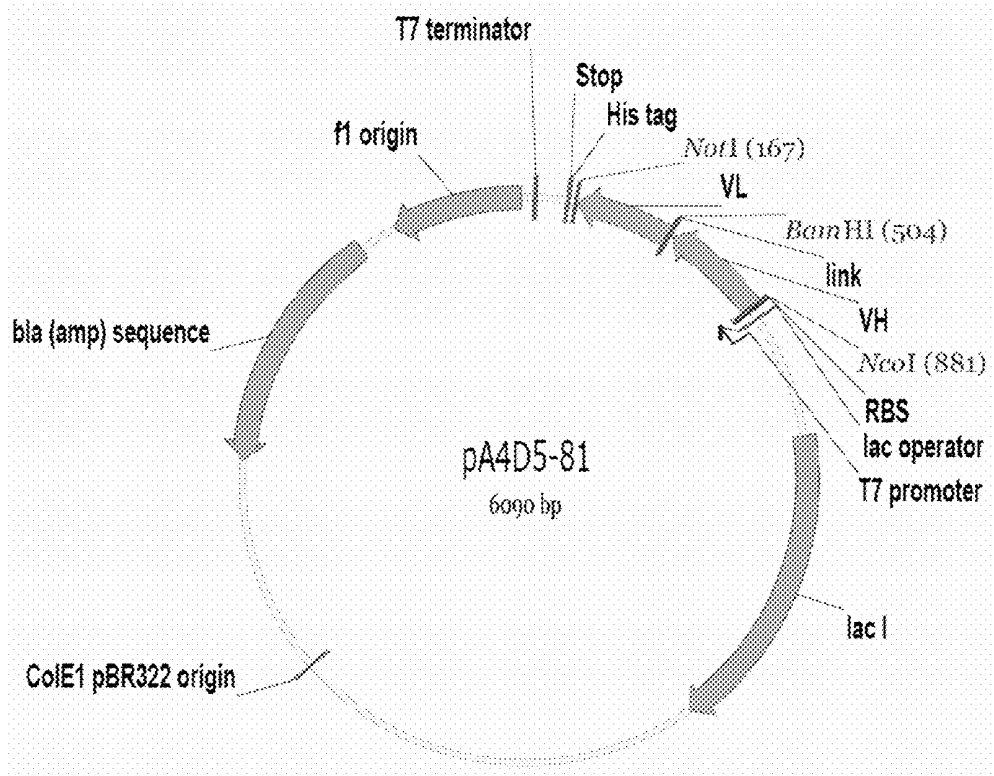 T7 terminator
Stop
His tag
f1 origin
NotI (167)
VL
BamHI (504)
link
bla (amp) sequence
VH
NcoI (881)
RBS
lac operator
T7 promoter
pA4D5-81
6090 bp
lac I
ColE1 pBR322 origin